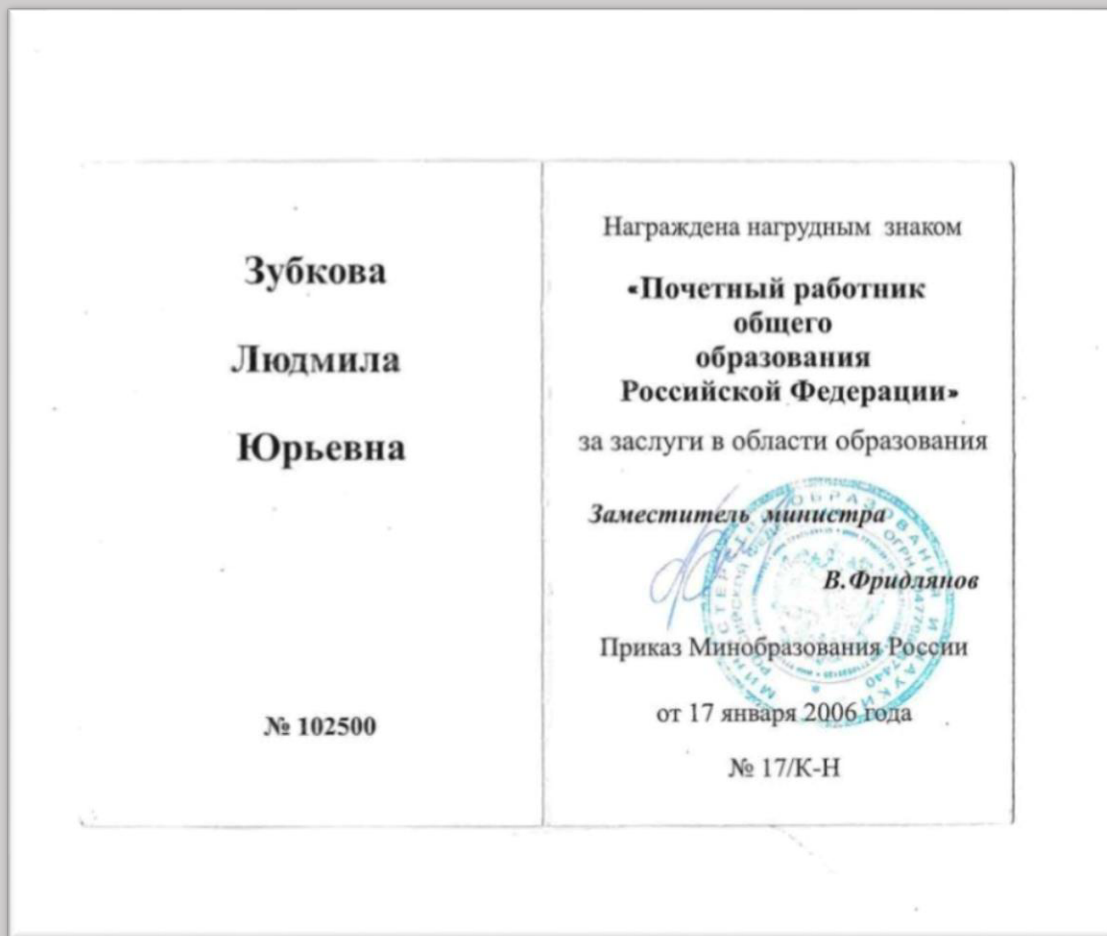 Зубкова
Людмила
Юрьевна
№ 102500
Награждена нагрудным знаком
«Почетный работник
общего
образования
Российской Федерации»
за заслуги в области образования
Заместитель министра
В.Фридлянов
Приказ Минобразования России
от 17 января 2006 года
№ 17/К-Н